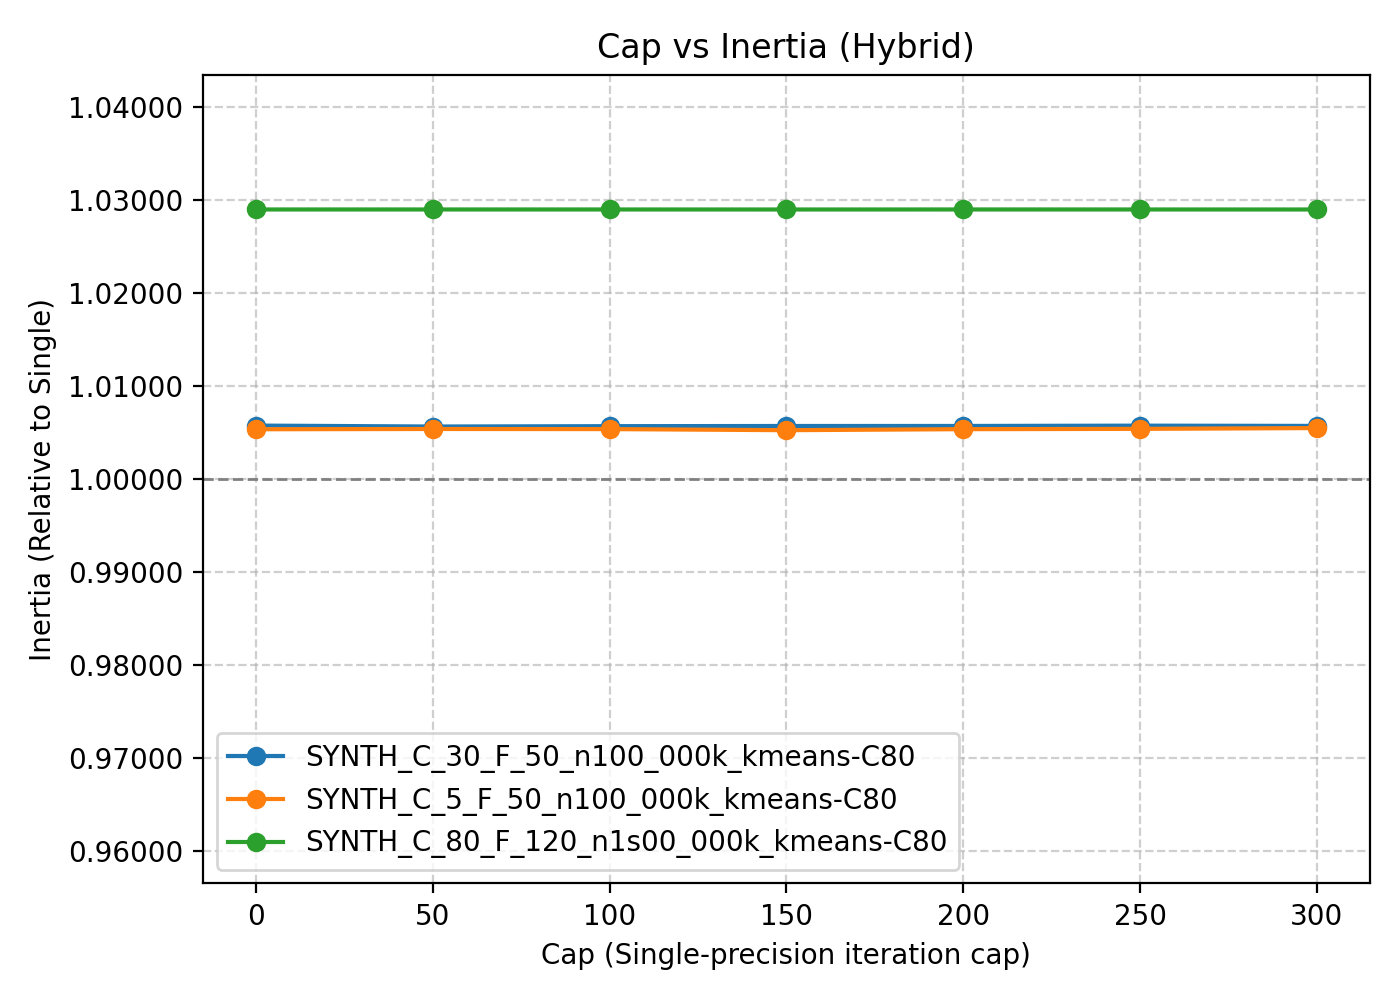 Cap vs Inertia (Hybrid)
Inertia (Relative to Single)
1.04000
1.03000
1.02000
1.01000
1.00000
0.99000
0.98000
0.97000
0.96000
SYNTH_C_30_F_50_n100_000k_kmeans-C80
SYNTH_C_5_F_50_n100_000k_kmeans-C80
SYNTH_C_80_F_120_n1s00_000k_kmeans-C80
0 50 100 150 200 250 300
Cap (Single-precision iteration cap)